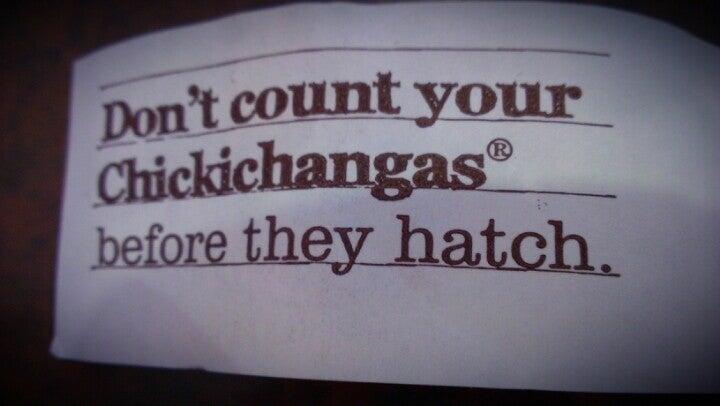 Don't count your
Chickichangas®
before they hatch.